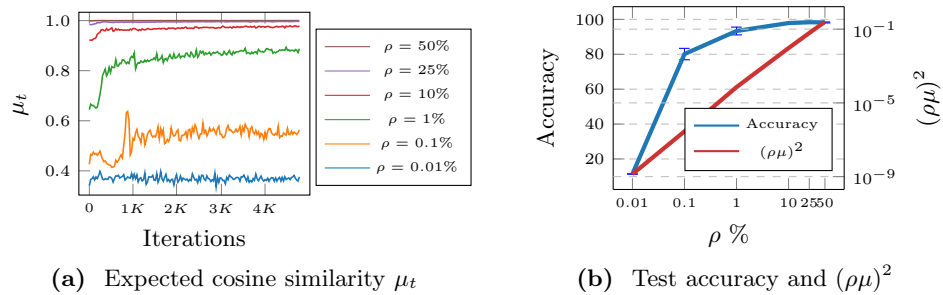 1.0
0.8
0.6
0.4
μ_t
0
1K
2K
3K
4K
Iterations
ρ = 50%
ρ = 25%
ρ = 10%
ρ = 1%
ρ = 0.1%
ρ = 0.01%
(a) Expected cosine similarity μ_t
100
80
60
40
20
Accuracy
0.01
0.1
1
10
25
50
ρ %
10⁻¹
10⁻⁵
10⁻⁹
(ρμ)²
Accuracy
(ρμ)²
(b) Test accuracy and (ρμ)²